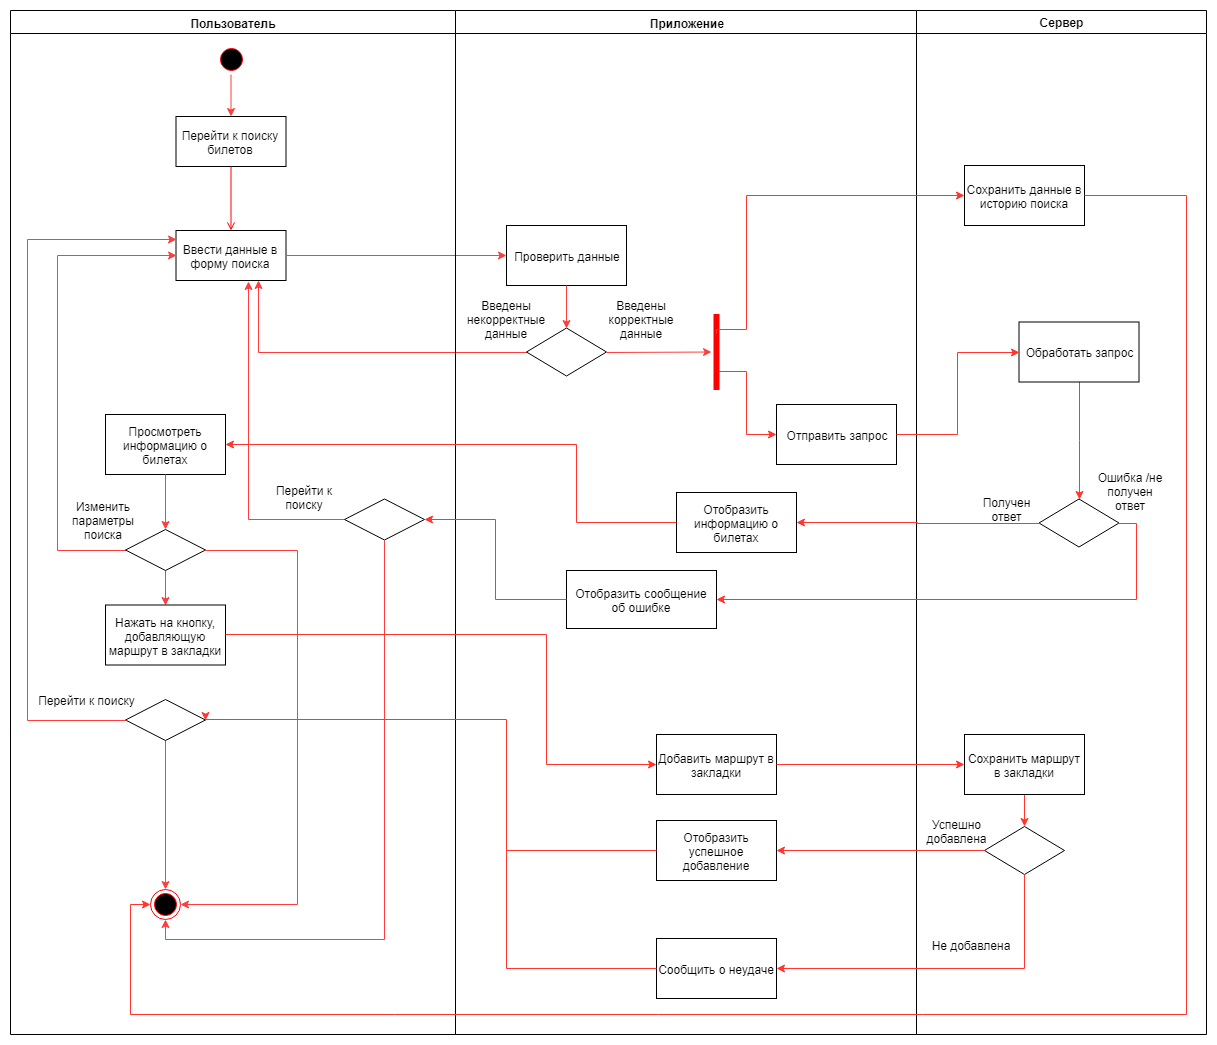 Пользователь
Приложение
Сервер
Перейти к поиску
билетов
Сохранить данные в
историю поиска
Ввести данные в
форму поиска
Проверить данные
Введены
некорректные
данные
Введены
корректные
данные
Обработать запрос
Просмотреть
информацию о
билетах
Отправить запрос
Ошибка /не
получен
ответ
Перейти к
поиску
Получен
ответ
Изменить
параметры
поиска
Отобразить
информацию о
билетах
Отобразить сообщение
об ошибке
Нажать на кнопку,
добавляющую
маршрут в закладки
Перейти к поиску
Добавить маршрут в
закладки
Сохранить маршрут
в закладки
Успешно
добавлена
Отобразить
успешное
добавление
Не добавлена
Сообщить о неудаче